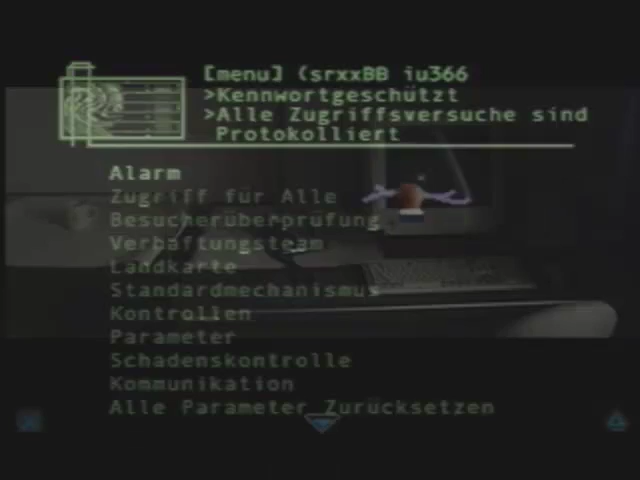 [menu] (srxxBB iu366
>Kennwortgeschützt
>Alle Zugriffsversuche sind
Protokolliert
Alarm
Zugriff für Alle
Besucherüberprüfung
Verhaftungsteam
Landkarte
Standardmechanismus
Kontrollen
Parameter
Schadenskontrolle
Kommunikation
Alle Parameter Zurücksetzen